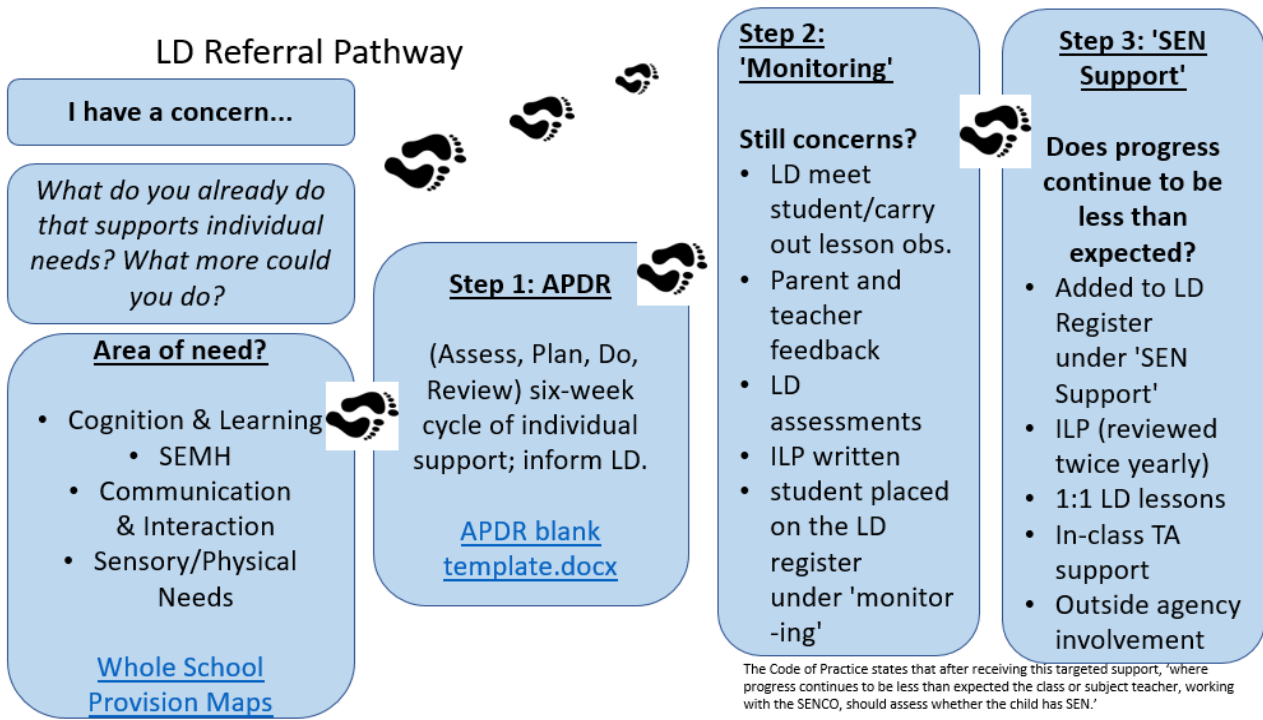 LD Referral Pathway
I have a concern...
What do you already do
that supports individual
needs? What more could
you do?
Area of need?
• Cognition & Learning
• SEMH
• Communication
& Interaction
• Sensory/Physical
Needs
Whole School
Provision Maps
Step 1: APDR
(Assess, Plan, Do,
Review) six-week
cycle of individual
support; inform LD.
APDR blank
template.docx
Step 2:
'Monitoring'
Still concerns?
• LD meet
student/carry
out lesson obs.
• Parent and
teacher
feedback
• LD
assessments
• ILP written
• student placed
on the LD
register
under 'monitor
-ing'
Step 3: 'SEN
Support'
Does progress
continue to be
less than
expected?
• Added to LD
Register
under 'SEN
Support'
• ILP (reviewed
twice yearly)
• 1:1 LD lessons
• In-class TA
support
• Outside agency
involvement
The Code of Practice states that after receiving this targeted support, ‘where
progress continues to be less than expected the class or subject teacher, working
with the SENCO, should assess whether the child has SEN.’